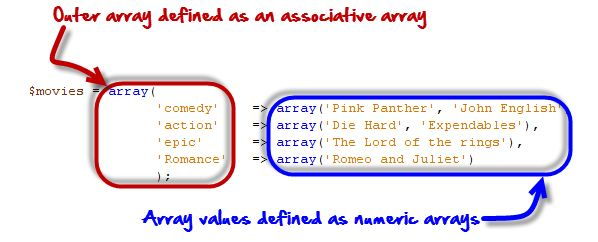 Outer array defined as an associative array
$movies = array(
'comedy' => array('Pink Panther', 'John English'
'action' => array('Die Hard', 'Expendables'),
'epic' => array('The Lord of the rings'),
'Romance' => array('Romeo and Juliet')
);
Array values defined as numeric arrays